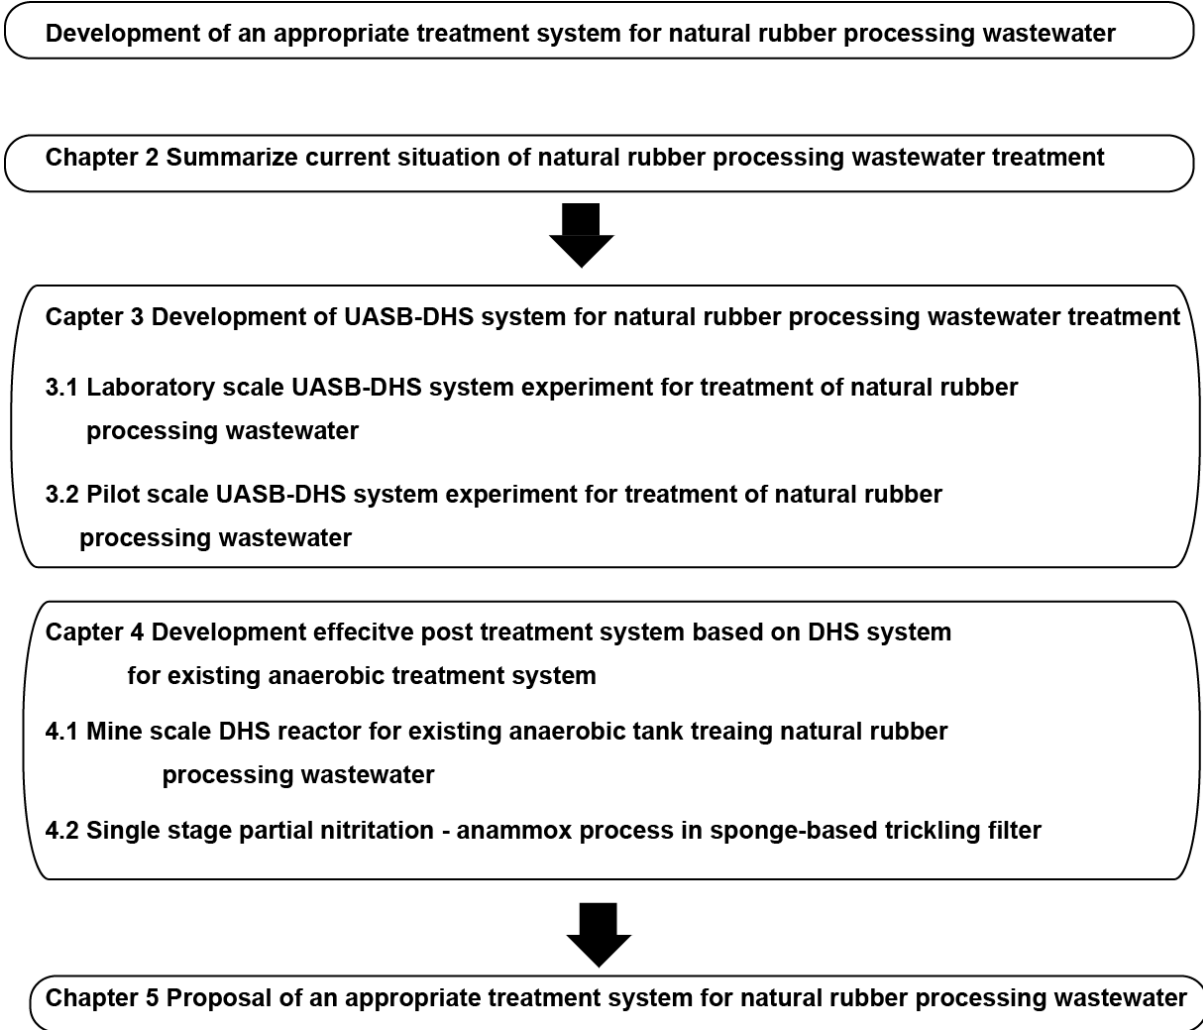 Development of an appropriate treatment system for natural rubber processing wastewater
Chapter 2 Summarize current situation of natural rubber processing wastewater treatment
Capter 3 Development of UASB-DHS system for natural rubber processing wastewater treatment
3.1 Laboratory scale UASB-DHS system experiment for treatment of natural rubber
processing wastewater
3.2 Pilot scale UASB-DHS system experiment for treatment of natural rubber
processing wastewater
Capter 4 Development effecitve post treatment system based on DHS system
for existing anaerobic treatment system
4.1 Mine scale DHS reactor for existing anaerobic tank treaing natural rubber
processing wastewater
4.2 Single stage partial nitritation - anammox process in sponge-based trickling filter
Chapter 5 Proposal of an appropriate treatment system for natural rubber processing wastewater